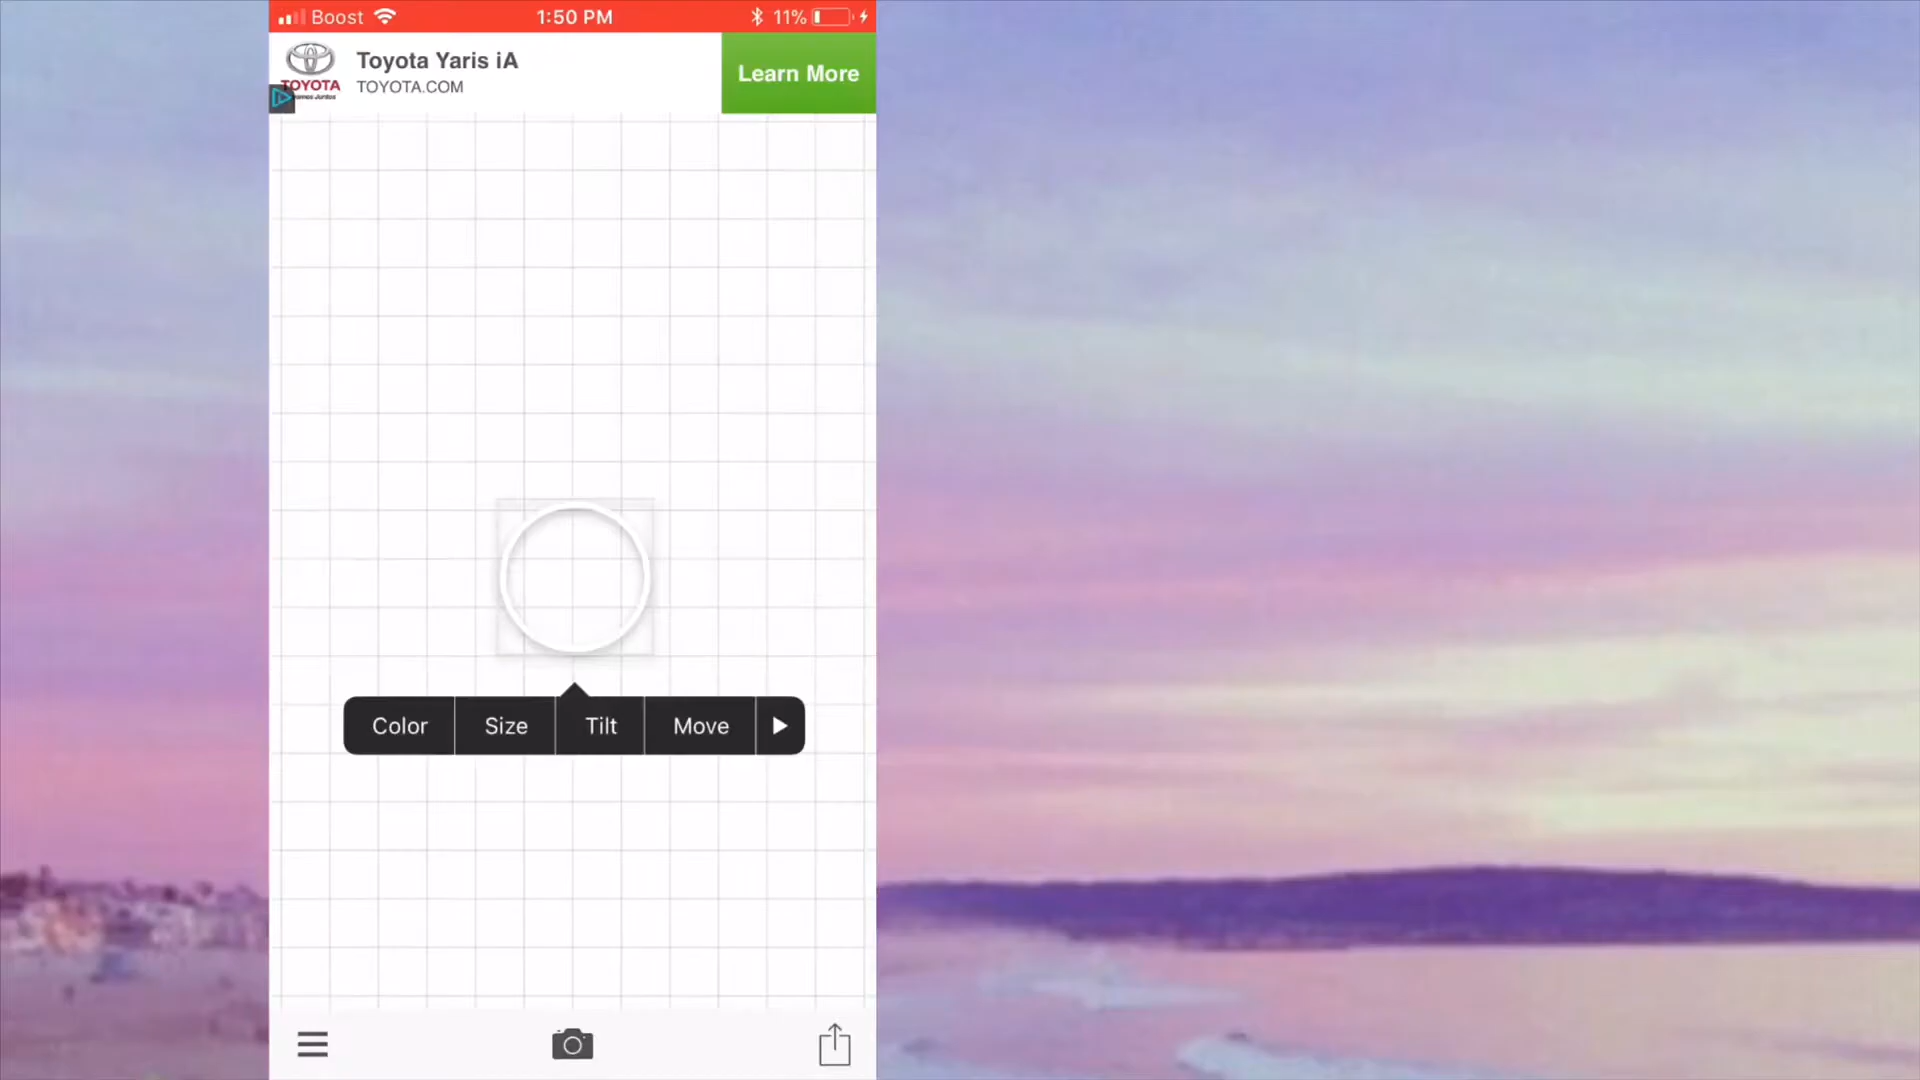 Boost 1:50 PM 11%
Toyota Yaris iA
TOYOTA
TOYOTA.COM
Learn More
Color Size Tilt Move